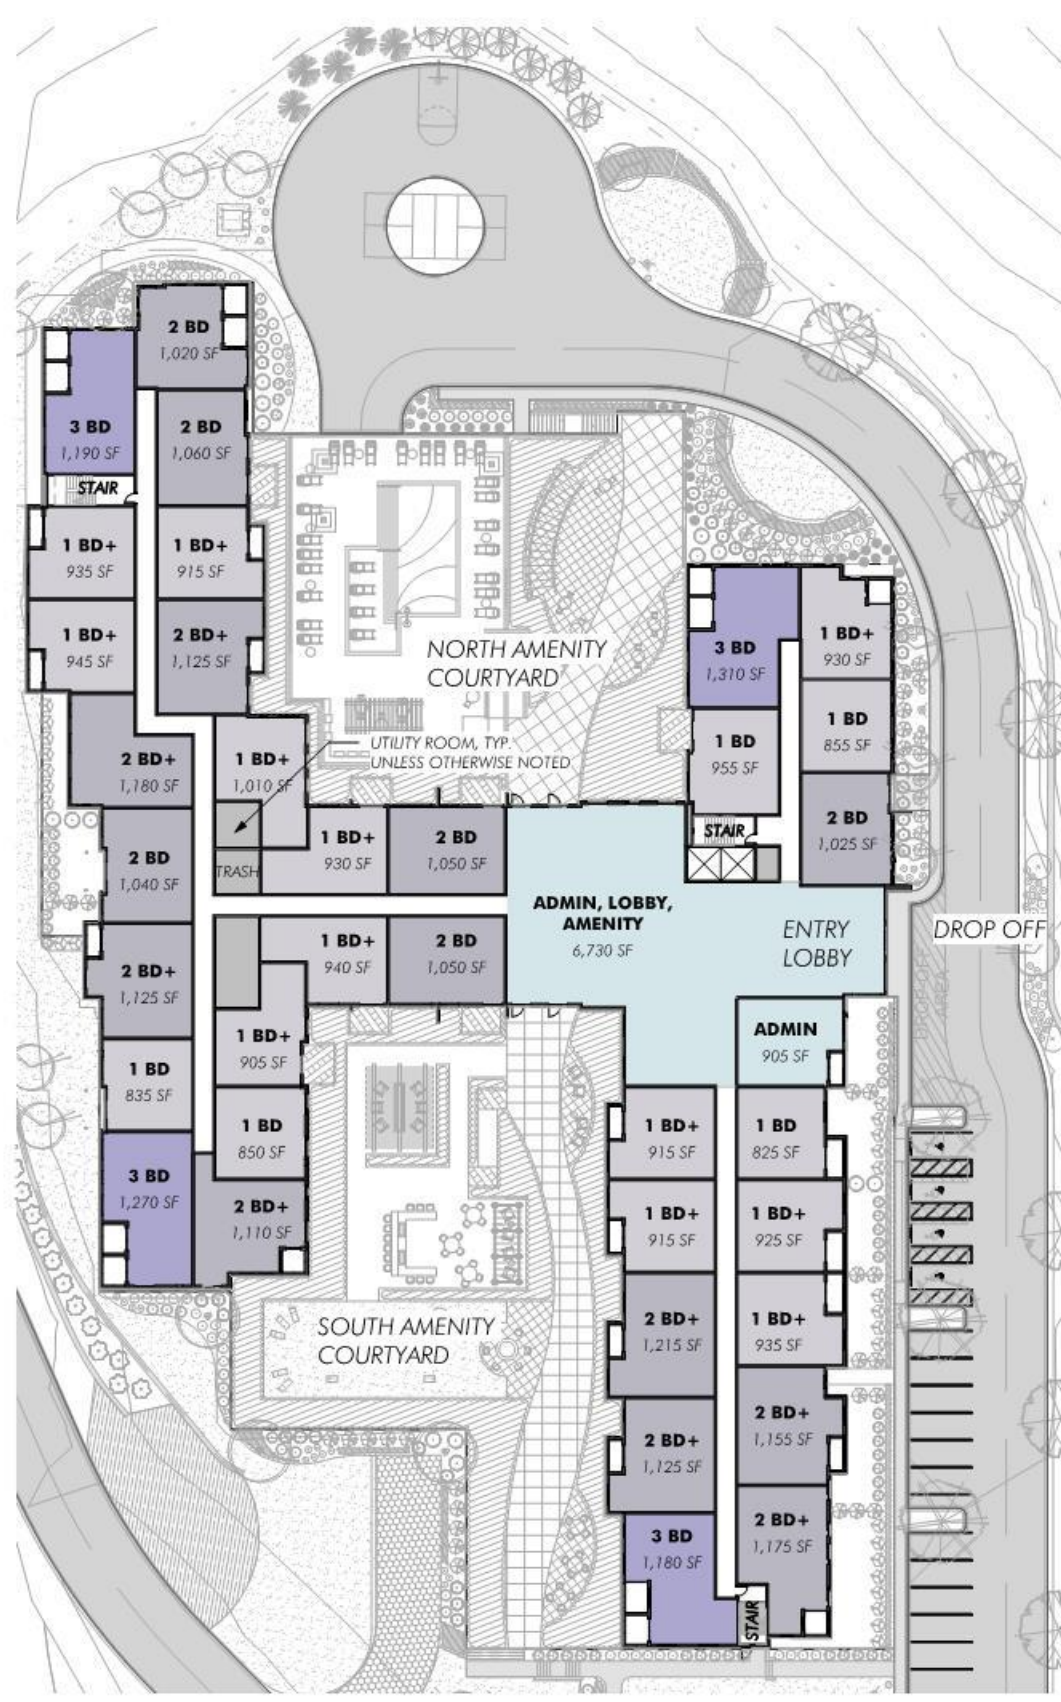 2 BD
1,020 SF
3 BD
1,190 SF
2 BD
1,060 SF
STAIR
1 BD+
935 SF
1 BD+
915 SF
1 BD+
945 SF
2 BD+
1,125 SF
NORTH AMENITY
COURTYARD
UTILITY ROOM, TYP.
UNLESS OTHERWISE NOTED
2 BD+
1,180 SF
1 BD+
1,010 SF
TRASH
1 BD+
930 SF
2 BD
1,050 SF
2 BD
1,040 SF
2 BD+
1,125 SF
1 BD+
940 SF
2 BD
1,050 SF
1 BD+
905 SF
1 BD
835 SF
1 BD
850 SF
3 BD
1,270 SF
2 BD+
1,110 SF
3 BD
1,310 SF
1 BD+
930 SF
1 BD
955 SF
1 BD
855 SF
STAIR
2 BD
1,025 SF
ADMIN, LOBBY,
AMENITY
6,730 SF
ENTRY
LOBBY
DROP OFF
ADMIN
905 SF
1 BD+
915 SF
1 BD
825 SF
1 BD+
915 SF
1 BD+
925 SF
2 BD+
1,215 SF
1 BD+
935 SF
2 BD+
1,125 SF
2 BD+
1,155 SF
3 BD
1,180 SF
2 BD+
1,175 SF
STAIR
SOUTH AMENITY
COURTYARD